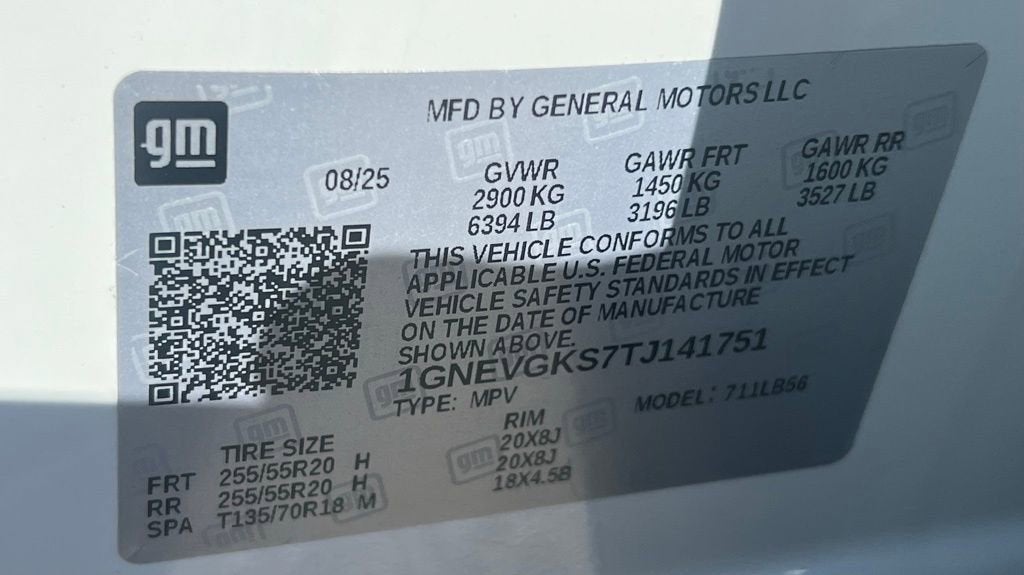 gm
MFD BY GENERAL MOTORS LLC
08/25
GVWR GAWR FRT GAWR RR
2900 KG 1450 KG 1600 KG
6394 LB 3196 LB 3527 LB
THIS VEHICLE CONFORMS TO ALL
APPLICABLE U.S. FEDERAL MOTOR
VEHICLE SAFETY STANDARDS IN EFFECT
ON THE DATE OF MANUFACTURE
SHOWN ABOVE.
1GNEVGKS7TJ141751
TYPE: MPV MODEL: 711LB56
TIRE SIZE RIM
FRT 255/55R20 H 20X8J
RR 255/55R20 H 20X8J
SPA T135/70R18 M 18X4.5B